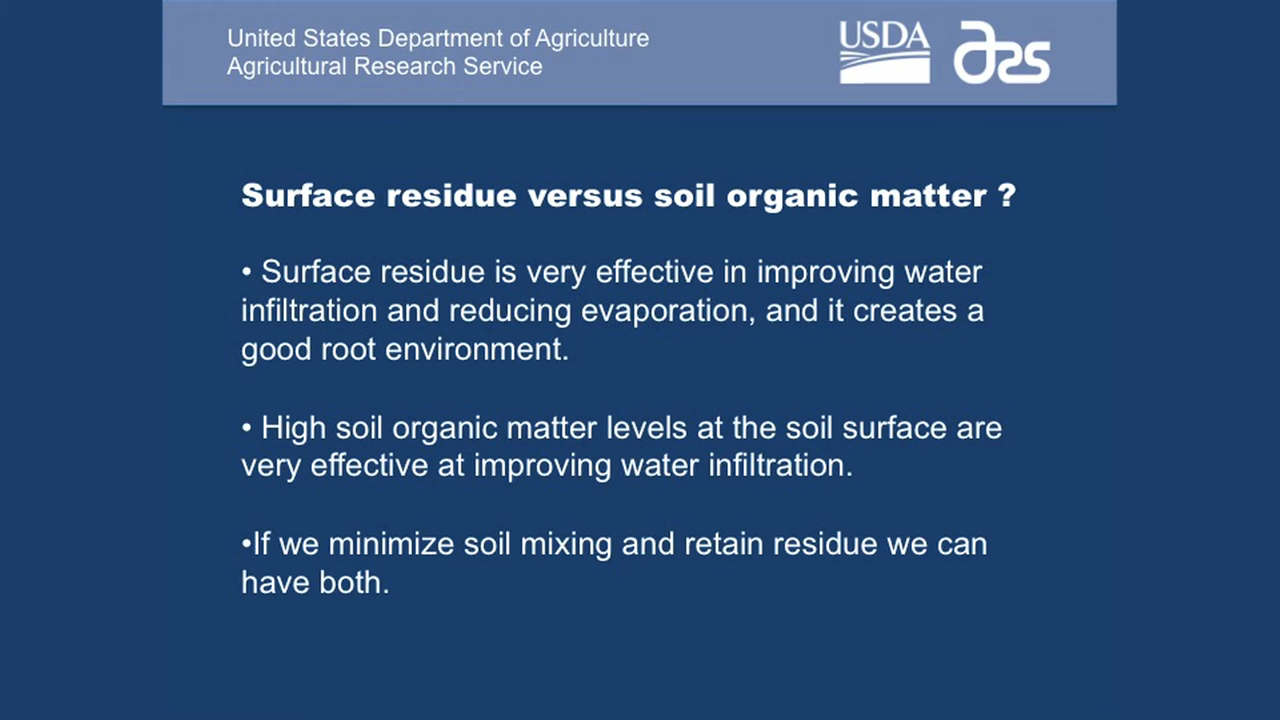 United States Department of Agriculture
Agricultural Research Service
USDA
ars
Surface residue versus soil organic matter ?
• Surface residue is very effective in improving water
infiltration and reducing evaporation, and it creates a
good root environment.
• High soil organic matter levels at the soil surface are
very effective at improving water infiltration.
•If we minimize soil mixing and retain residue we can
have both.